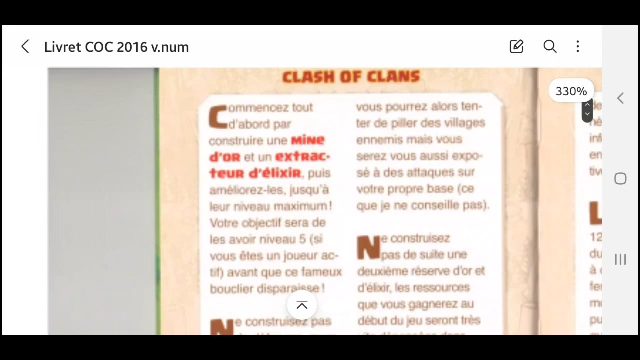 Livret COC 2016 v.num
330%
CLASH OF CLANS
Commencez tout
d'abord par
construire une MINE
D'OR et un EXTRAC-
TEUR D'ÉLIXIR, puis
améliorez-les, jusqu'à
leur niveau maximum !
Votre objectif sera de
les avoir niveau 5 (si
vous êtes un joueur ac-
tif) avant que ce fameux
bouclier disparaisse !
Ne construisez pas
vous pourrez alors ten-
ter de piller des villages
ennemis mais vous
serez vous aussi expo-
sé à des attaques sur
votre propre base (ce
que je ne conseille pas).
Ne construisez
pas de suite une
deuxième réserve d'or et
d'élixir, les ressources
que vous gagnerez au
début du jeu seront très